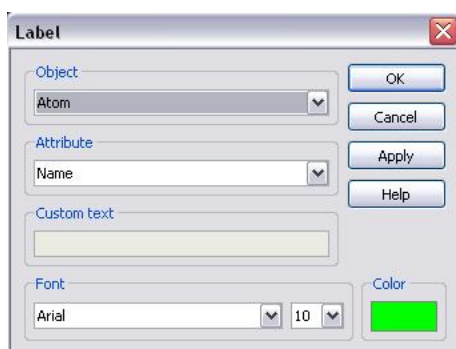 Label
Object
Atom
OK
Cancel
Attribute
Name
Apply
Help
Custom text
Font
Arial
10
Color